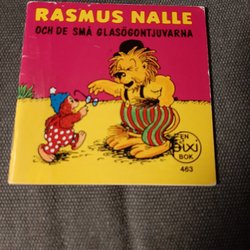 RASMUS NALLE
OCH DE SMÅ GLASÖGONTJUVARNA
EN
pixi
BOK
463